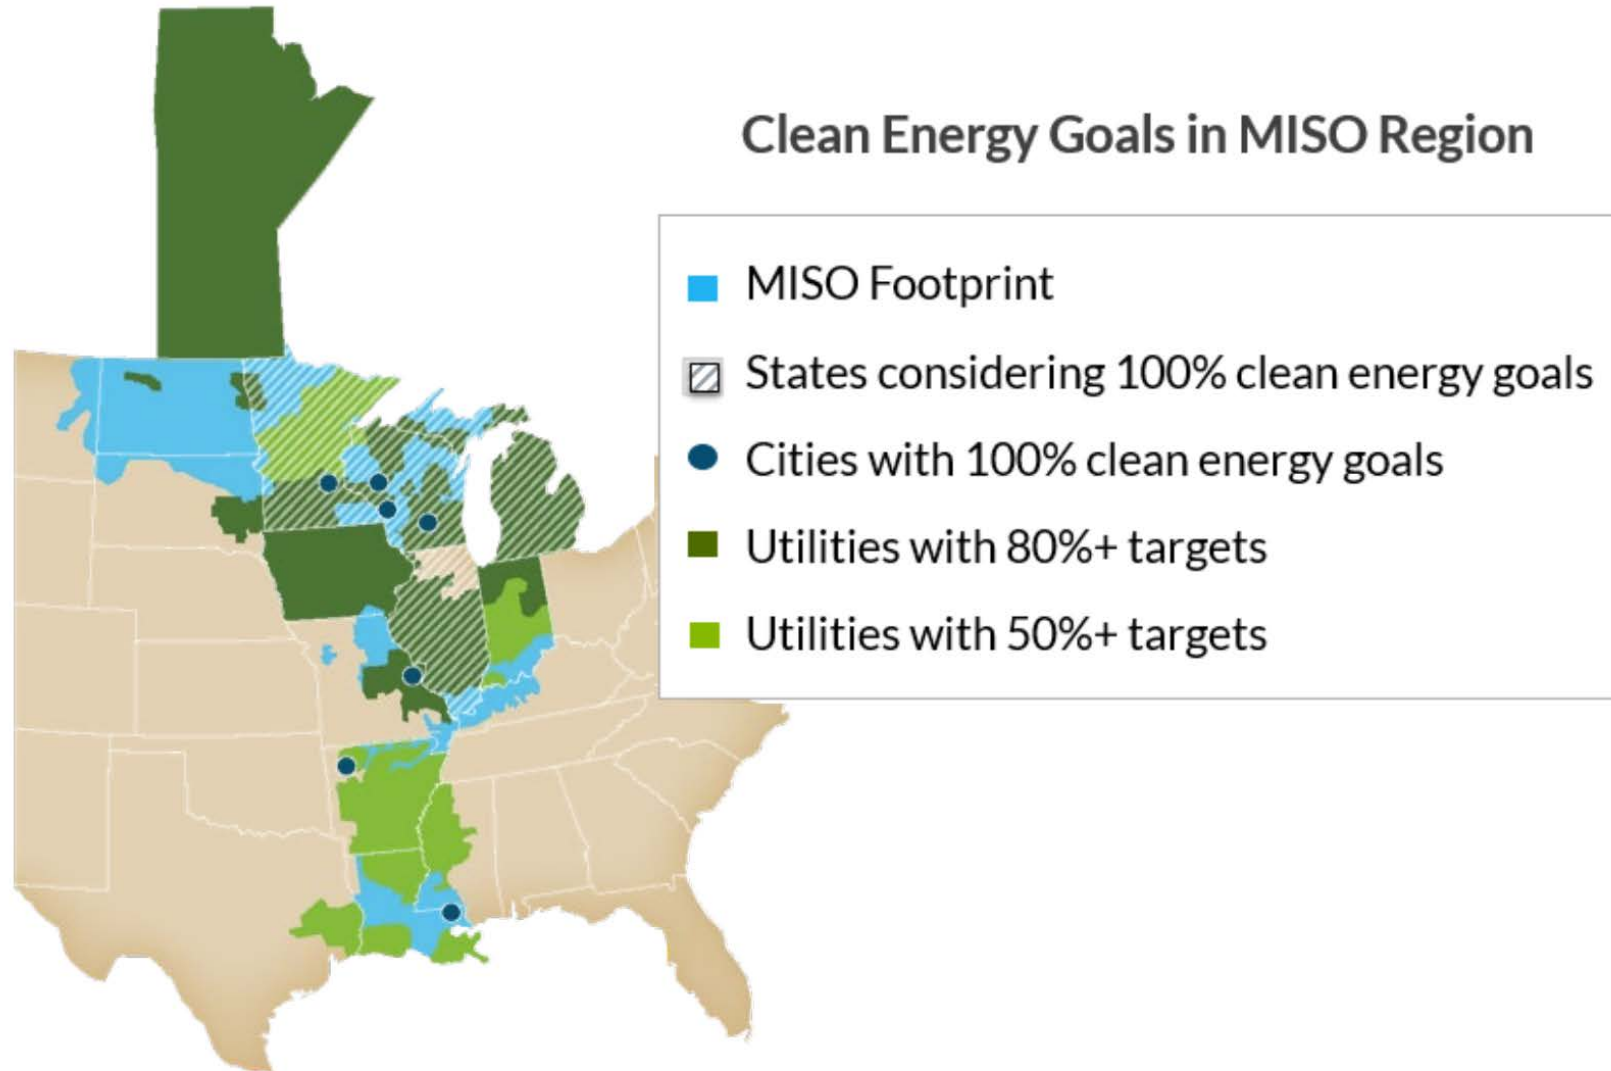 Clean Energy Goals in MISO Region
MISO Footprint
States considering 100% clean energy goals
Cities with 100% clean energy goals
Utilities with 80%+ targets
Utilities with 50%+ targets